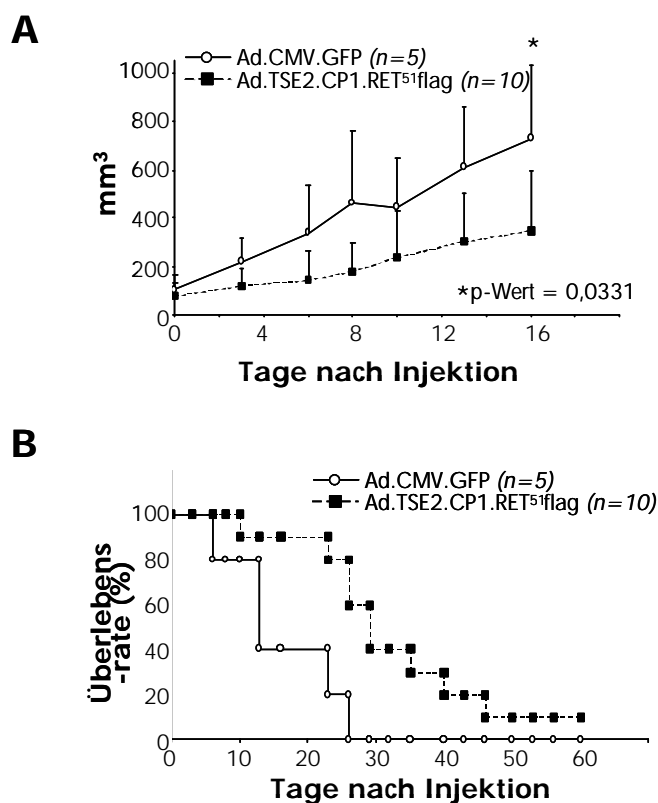 A
Ad.CMV.GFP (n=5)
Ad.TSE2.CP1.RET⁵¹flag (n=10)
*
1000
800
600
400
200
0
mm³
*p-Wert = 0,0331
0 4 8 12 16
Tage nach Injektion
B
Ad.CMV.GFP (n=5)
Ad.TSE2.CP1.RET⁵¹flag (n=10)
100
80
60
40
20
0
Überlebens
-rate (%)
0 10 20 30 40 50 60
Tage nach Injektion